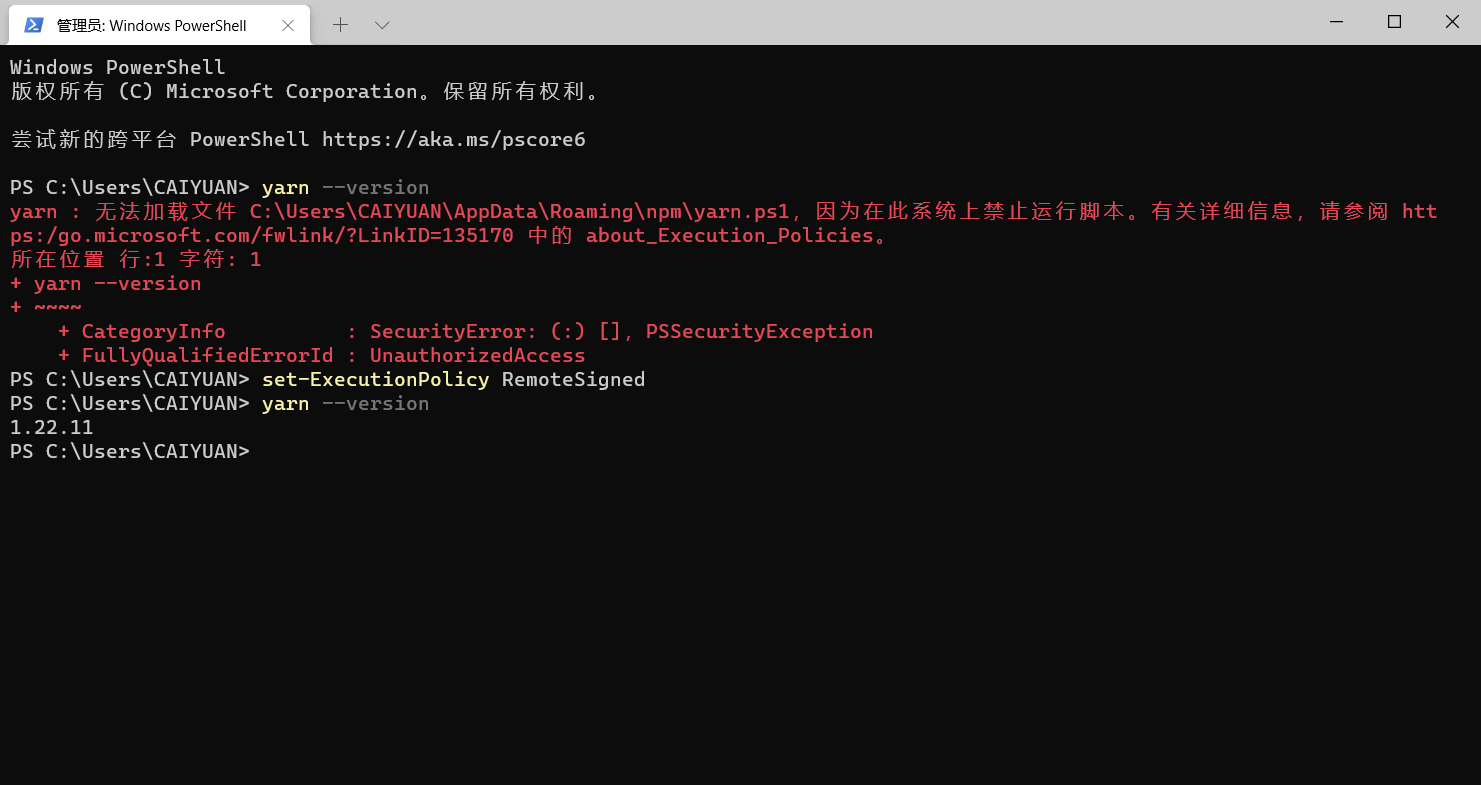 管理员: Windows PowerShell
Windows PowerShell
版权所有 (C) Microsoft Corporation。保留所有权利。
尝试新的跨平台 PowerShell https://aka.ms/pscore6
PS C:\Users\CAIYUAN> yarn --version
yarn : 无法加载文件 C:\Users\CAIYUAN\AppData\Roaming\npm\yarn.ps1，因为在此系统上禁止运行脚本。有关详细信息，请参阅 htt
ps:/go.microsoft.com/fwlink/?LinkID=135170 中的 about_Execution_Policies。
所在位置 行:1 字符: 1
+ yarn --version
+ ~~~~
    + CategoryInfo          : SecurityError: (:) []，PSSecurityException
    + FullyQualifiedErrorId : UnauthorizedAccess
PS C:\Users\CAIYUAN> set-ExecutionPolicy RemoteSigned
PS C:\Users\CAIYUAN> yarn --version
1.22.11
PS C:\Users\CAIYUAN>